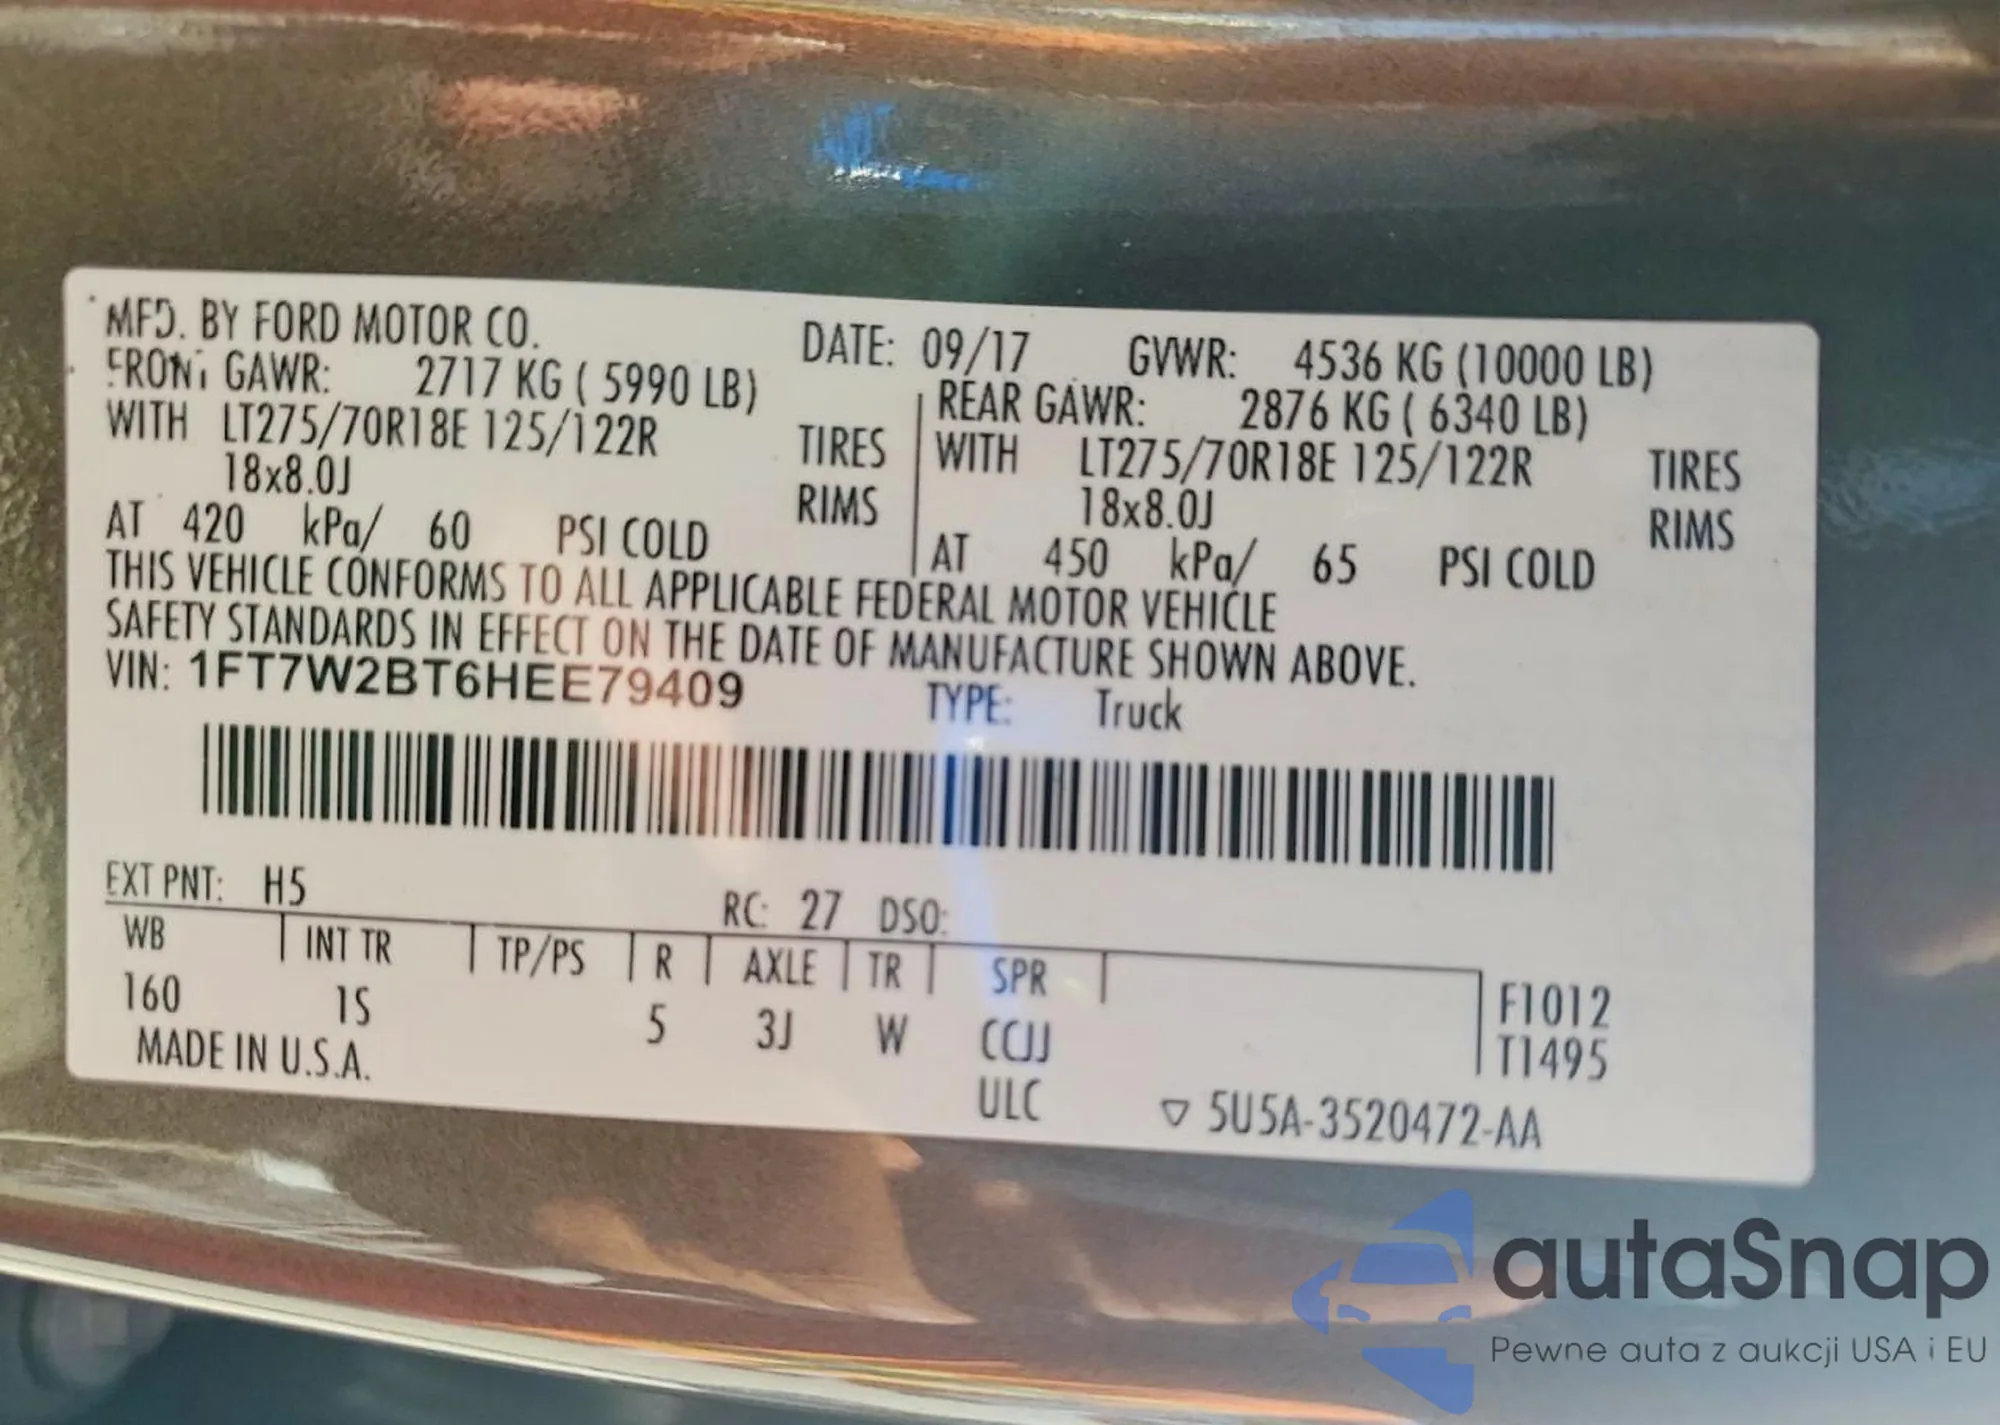 MFD. BY FORD MOTOR CO.
DATE: 09/17 GVWR: 4536 KG (10000 LB)
FRONT GAWR: 2717 KG ( 5990 LB)
WITH LT275/70R18E 125/122R TIRES
18x8.0J RIMS
AT 420 kPa/ 60 PSI COLD
REAR GAWR: 2876 KG ( 6340 LB)
WITH LT275/70R18E 125/122R TIRES
18x8.0J RIMS
AT 450 kPa/ 65 PSI COLD
THIS VEHICLE CONFORMS TO ALL APPLICABLE FEDERAL MOTOR VEHICLE
SAFETY STANDARDS IN EFFECT ON THE DATE OF MANUFACTURE SHOWN ABOVE.
VIN: 1FT7W2BT6HEE79409 TYPE: Truck
EXT PNT: H5 RC: 27 DSO:
WB INT TR TP/PS R AXLE TR SPR
160 1S 5 3J W CCJJ
F1012
T1495
MADE IN U.S.A. ULC ▽ 5U5A-3520472-AA
autaSnap
Pewne auta z aukcji USA i EU